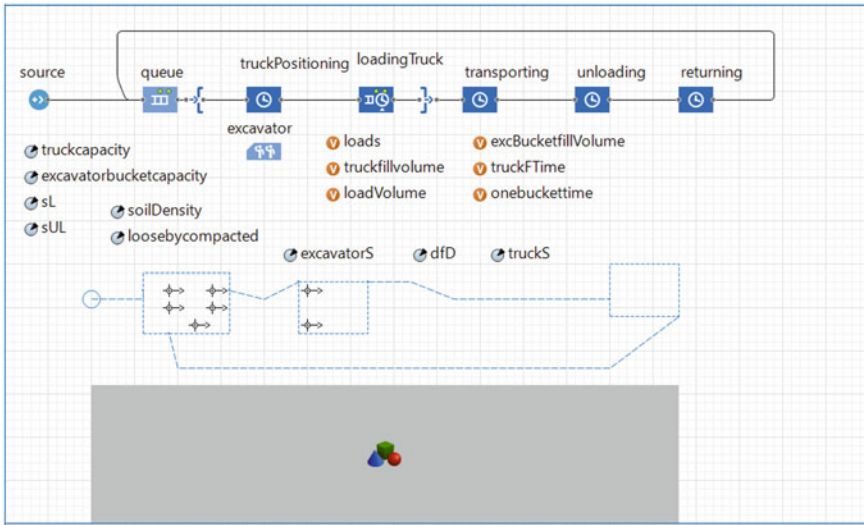 source
queue
truckPositioning
loadingTruck
transporting
unloading
returning
excavator
truckcapacity
excavatorbucketcapacity
sL
sUL
soilDensity
loosebycompacted
loads
truckfillvolume
loadVolume
excBucketfillVolume
truckFTime
onebuckettime
excavatorS
dfD
truckS